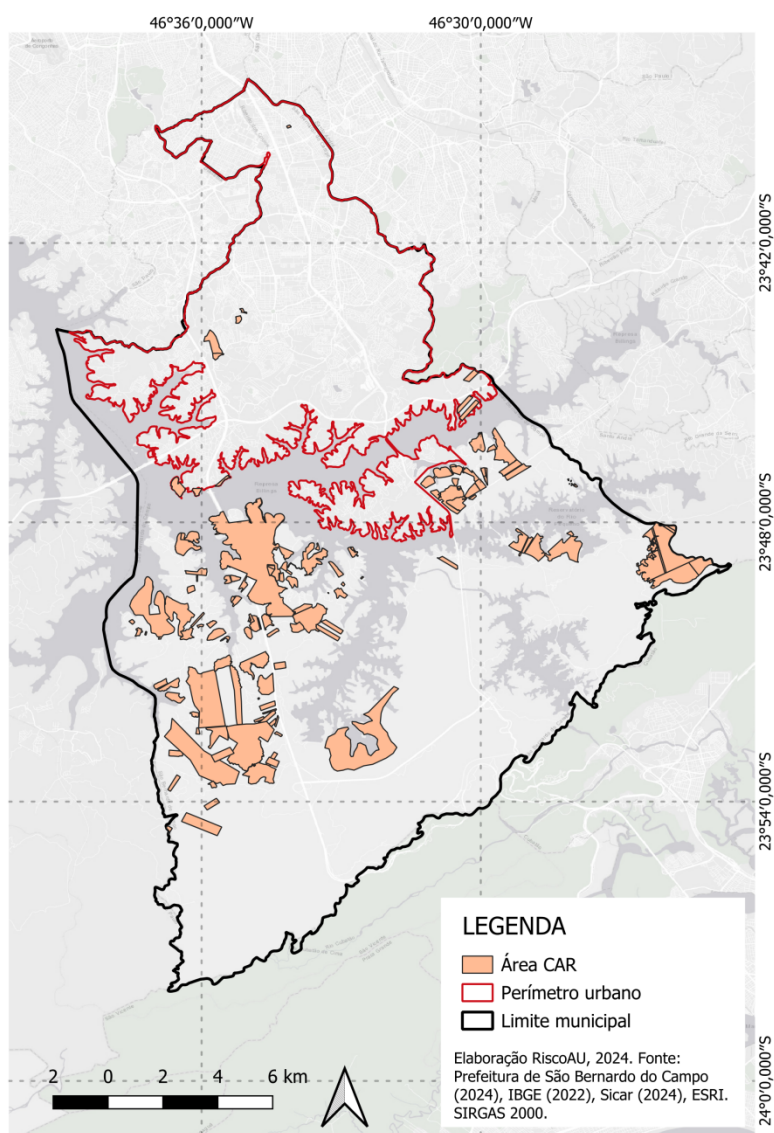 46°36′0,000″W
46°30′0,000″W
23°42′0,000″S
23°48′0,000″S
23°54′0,000″S
24°0′0,000″S
LEGENDA
Área CAR
Perímetro urbano
Limite municipal
Elaboração RiscoAU, 2024. Fonte:
Prefeitura de São Bernardo do Campo
(2024), IBGE (2022), Sicar (2024), ESRI.
SIRGAS 2000.
2 0 2 4 6 km